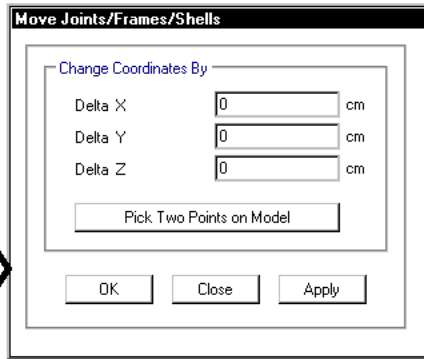 Move Joints/Frames/Shells
Change Coordinates By
Delta X 0 cm
Delta Y 0 cm
Delta Z 0 cm
Pick Two Points on Model
OK Close Apply